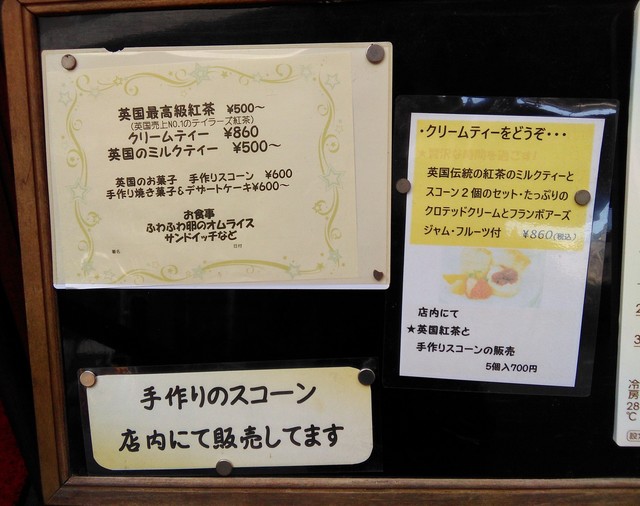 英国最高級紅茶 ¥500～
(英国売上NO.1のテイラーズ紅茶)
クリームティー ¥860
英国のミルクティー ¥500～
英国のお菓子 手作りスコーン ¥600
手作り焼き菓子&デザートケーキ¥600～
お食事
ふわふわ卵のオムライス
サンドイッチなど
日付
・クリームティーをどうぞ・・・
英国伝統の紅茶のミルクティーと
スコーン2個のセット・たっぷりの
クロテッドクリームとフランボアーズ
ジャム・フルーツ付 ¥860(税込)
店内にて
★英国紅茶と
手作りスコーンの販売
5個入700円
手作りのスコーン
店内にて販売してます
冷
房
28
℃